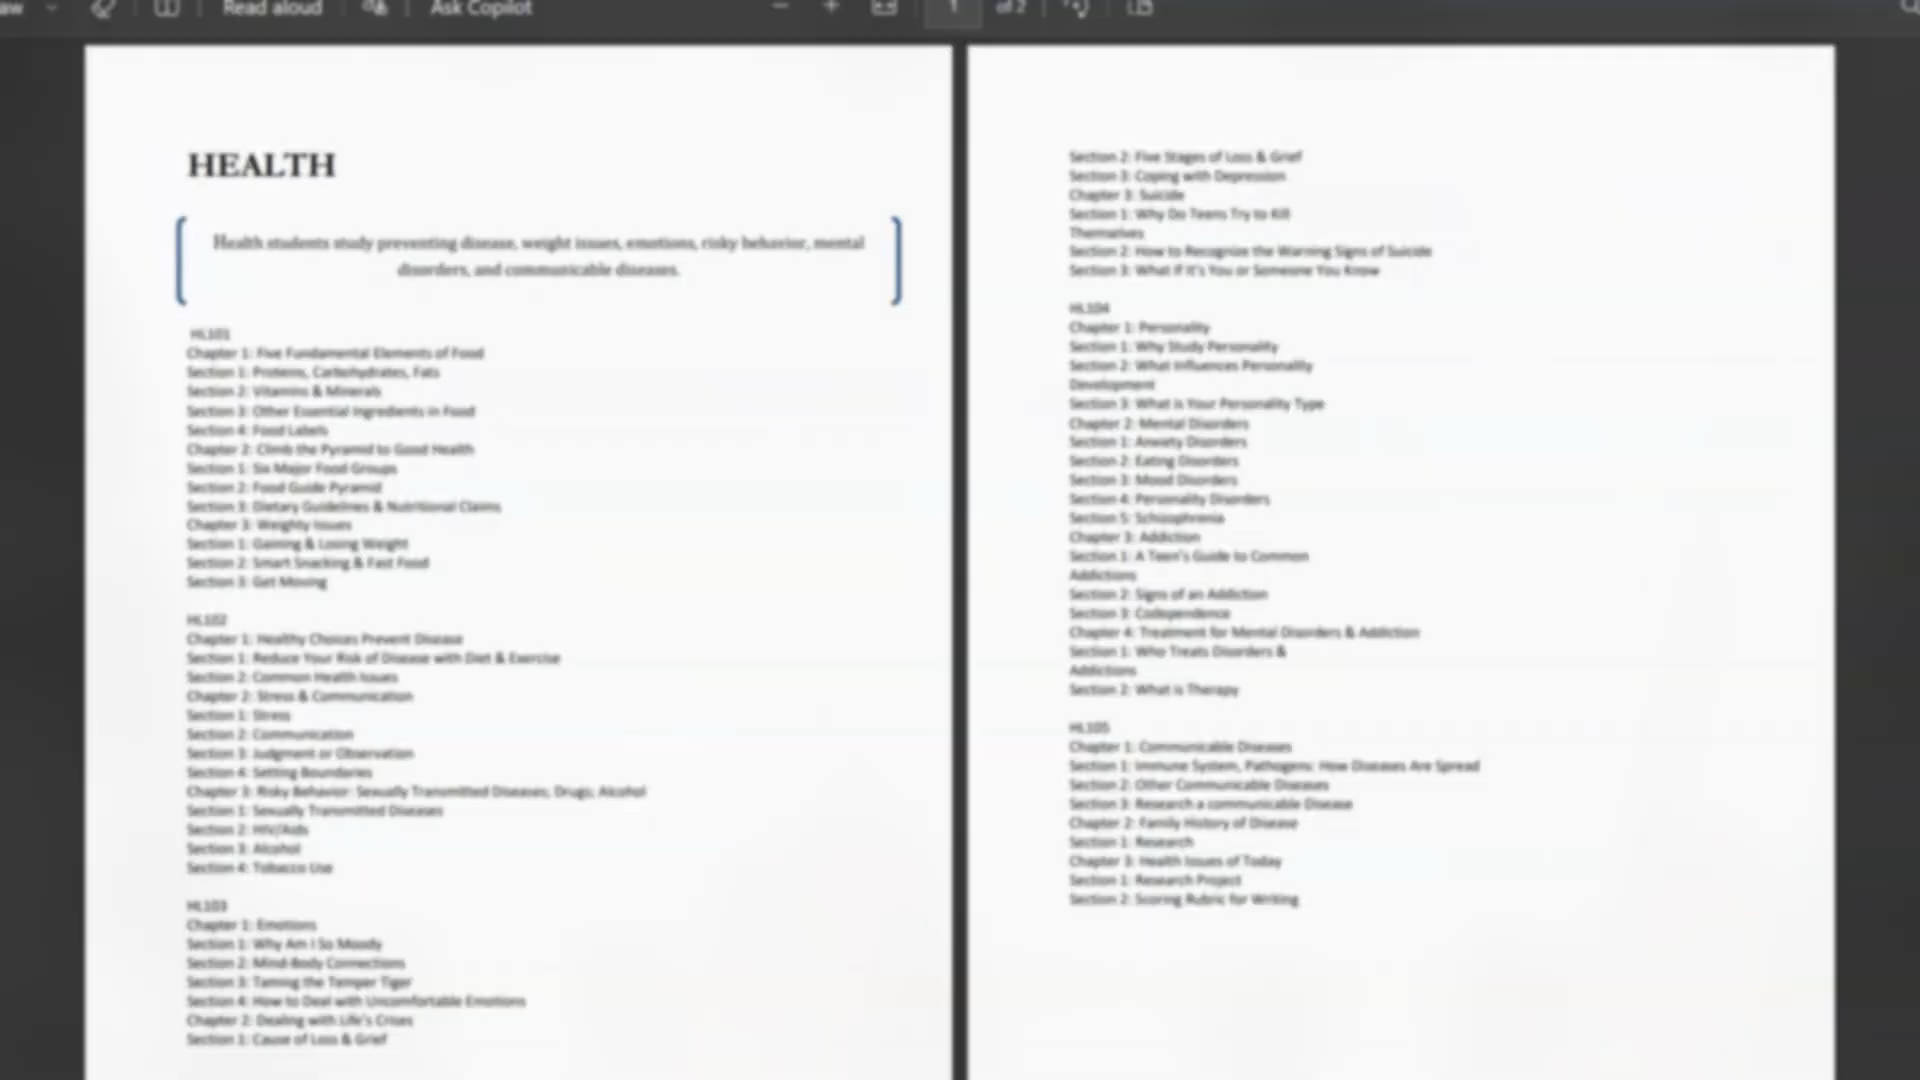 Read aloud
Ask Copilot
1
of 2
HEALTH
Health students study preventing disease, weight issues, emotions, risky behavior, mental
disorders, and communicable diseases.
HL101
Chapter 1: Five Fundamental Elements of Food
Section 1: Proteins, Carbohydrates, Fats
Section 2: Vitamins & Minerals
Section 3: Other Essential Ingredients in Food
Section 4: Food Labels
Chapter 2: Climb the Pyramid to Good Health
Section 1: Six Major Food Groups
Section 2: Food Guide Pyramid
Section 3: Dietary Guidelines & Nutritional Claims
Chapter 3: Weighty Issues
Section 1: Gaining & Losing Weight
Section 2: Smart Snacking & Fast Food
Section 3: Get Moving
HL102
Chapter 1: Healthy Choices Prevent Disease
Section 1: Reduce Your Risk of Disease with Diet & Exercise
Section 2: Common Health Issues
Chapter 2: Stress & Communication
Section 1: Stress
Section 2: Communication
Section 3: Judgment or Observation
Section 4: Setting Boundaries
Chapter 3: Risky Behavior: Sexually Transmitted Diseases; Drugs; Alcohol
Section 1: Sexually Transmitted Diseases
Section 2: HIV/Aids
Section 3: Alcohol
Section 4: Tobacco Use
HL103
Chapter 1: Emotions
Section 1: Why Am I So Moody
Section 2: Mind-Body Connections
Section 3: Taming the Temper Tiger
Section 4: How to Deal with Uncomfortable Emotions
Chapter 2: Dealing with Life's Crises
Section 1: Cause of Loss & Grief
Section 2: Five Stages of Loss & Grief
Section 3: Coping with Depression
Chapter 3: Suicide
Section 1: Why Do Teens Try to Kill
Themselves
Section 2: How to Recognize the Warning Signs of Suicide
Section 3: What If It's You or Someone You Know
HL104
Chapter 1: Personality
Section 1: Why Study Personality
Section 2: What Influences Personality
Development
Section 3: What is Your Personality Type
Chapter 2: Mental Disorders
Section 1: Anxiety Disorders
Section 2: Eating Disorders
Section 3: Mood Disorders
Section 4: Personality Disorders
Section 5: Schizophrenia
Chapter 3: Addiction
Section 1: A Teen's Guide to Common
Addictions
Section 2: Signs of an Addiction
Section 3: Codependence
Chapter 4: Treatment for Mental Disorders & Addiction
Section 1: Who Treats Disorders &
Addictions
Section 2: What is Therapy
HL105
Chapter 1: Communicable Diseases
Section 1: Immune System, Pathogens: How Diseases Are Spread
Section 2: Other Communicable Diseases
Section 3: Research a communicable Disease
Chapter 2: Family History of Disease
Section 1: Research
Chapter 3: Health Issues of Today
Section 1: Research Project
Section 2: Scoring Rubric for Writing